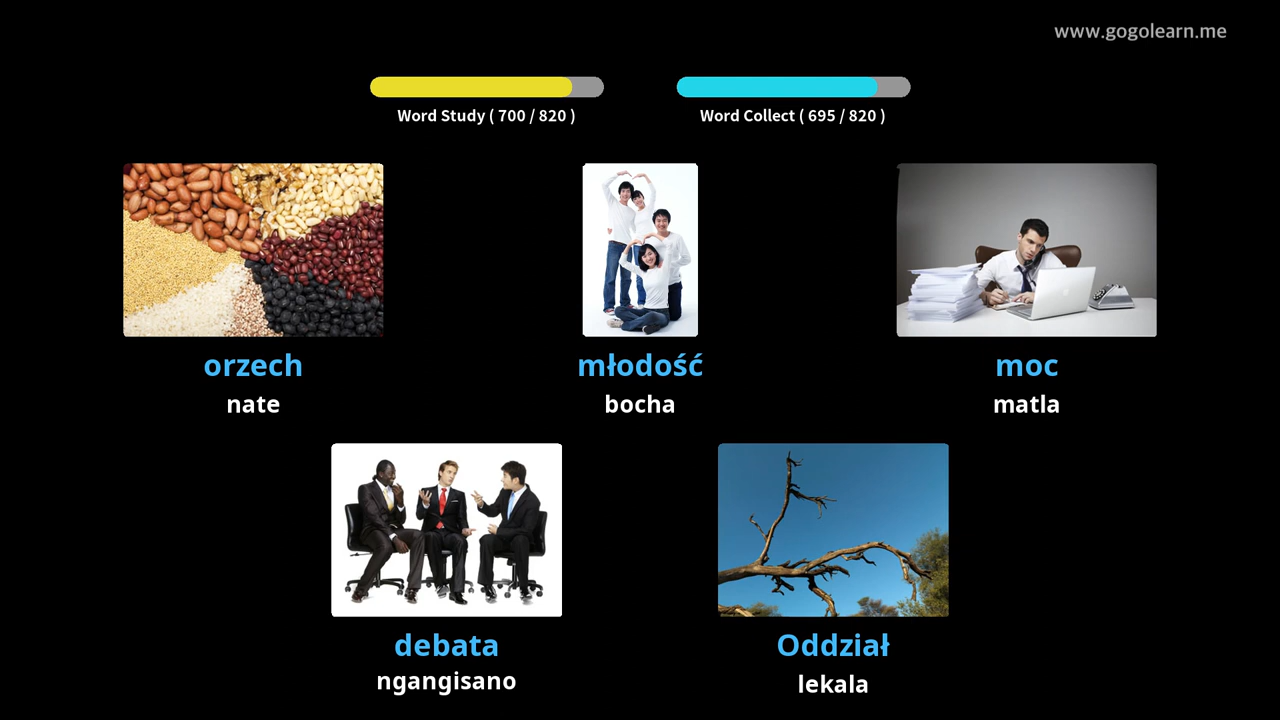 www.gogolearn.me
Word Study ( 700 / 820 )
Word Collect ( 695 / 820 )
orzech
nate
młodość
bocha
moc
matla
debata
ngangisano
Oddział
lekala